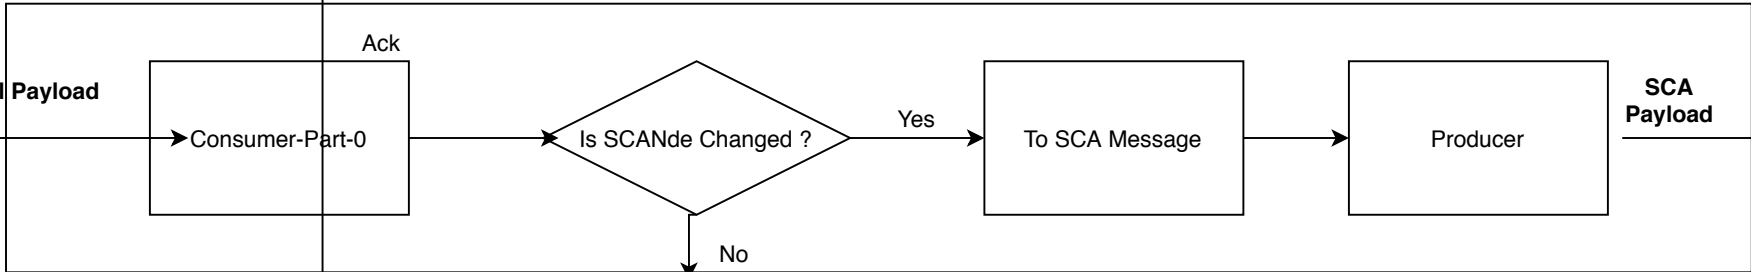 Ack
Payload
SCA
Payload
Consumer-Part-0
Is SCANde Changed ?
Yes
To SCA Message
Producer
No